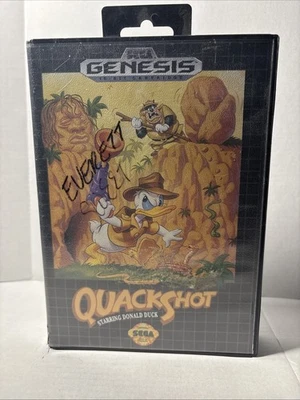 SEGA
GENESIS
EVERETT
QUACKSHOT
STARRING DONALD DUCK
SEGA